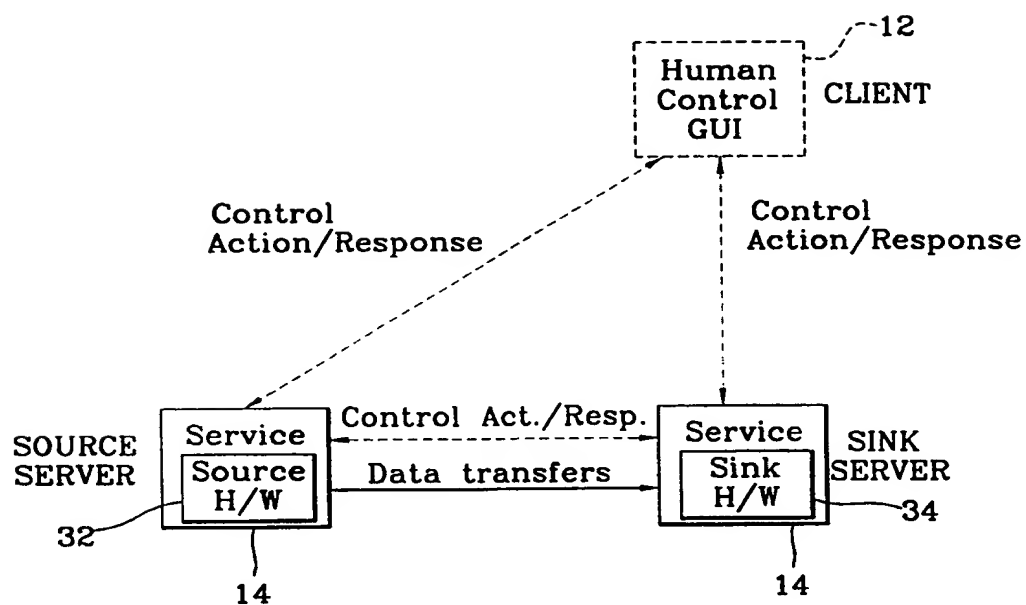 12
Human
Control
GUI
CLIENT
Control
Action/Response
Control
Action/Response
SOURCE
SERVER
Service
Source
H/W
32
14
Control Act./Resp.
Data transfers
Service
Sink
H/W
SINK
SERVER
34
14